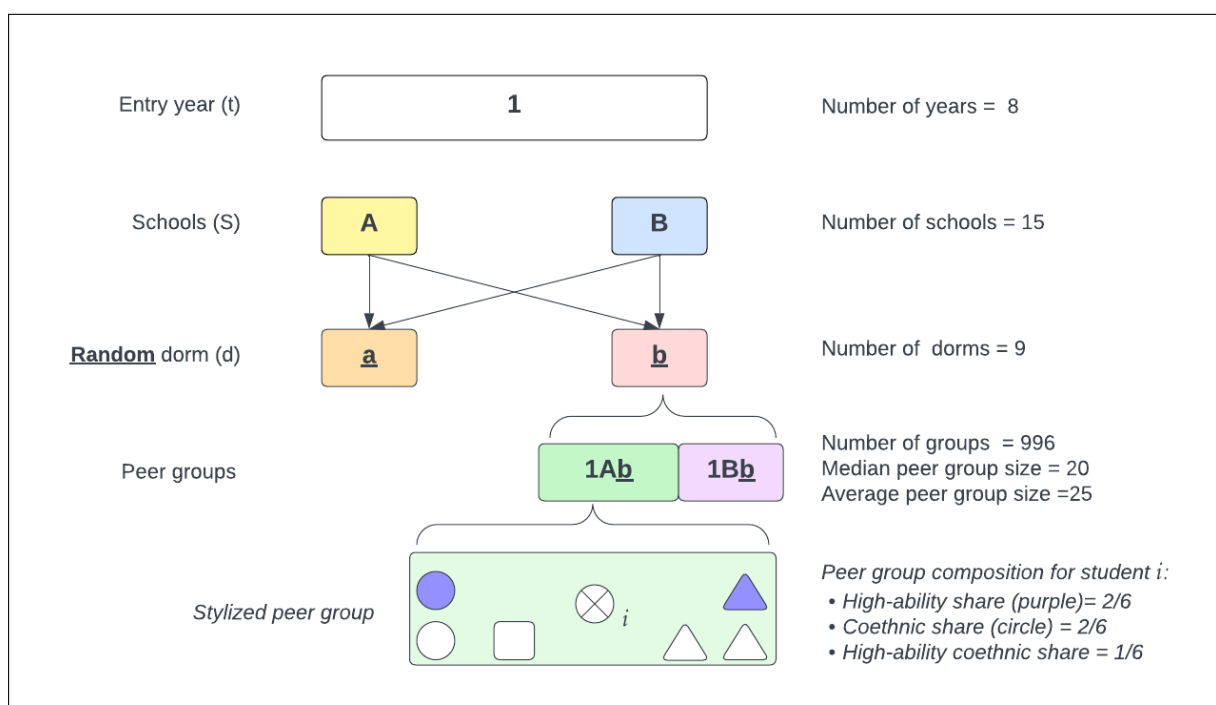 Entry year (t)
1
Number of years =  8
Schools (S)
A
B
Number of schools = 15
Random dorm (d)
a
b
Number of  dorms = 9
Peer groups
1Ab
1Bb
Number of groups  = 996
Median peer group size = 20
Average peer group size =25
Stylized peer group
i
Peer group composition for student i:
• High-ability share (purple)= 2/6
• Coethnic share (circle) = 2/6
• High-ability coethnic share = 1/6